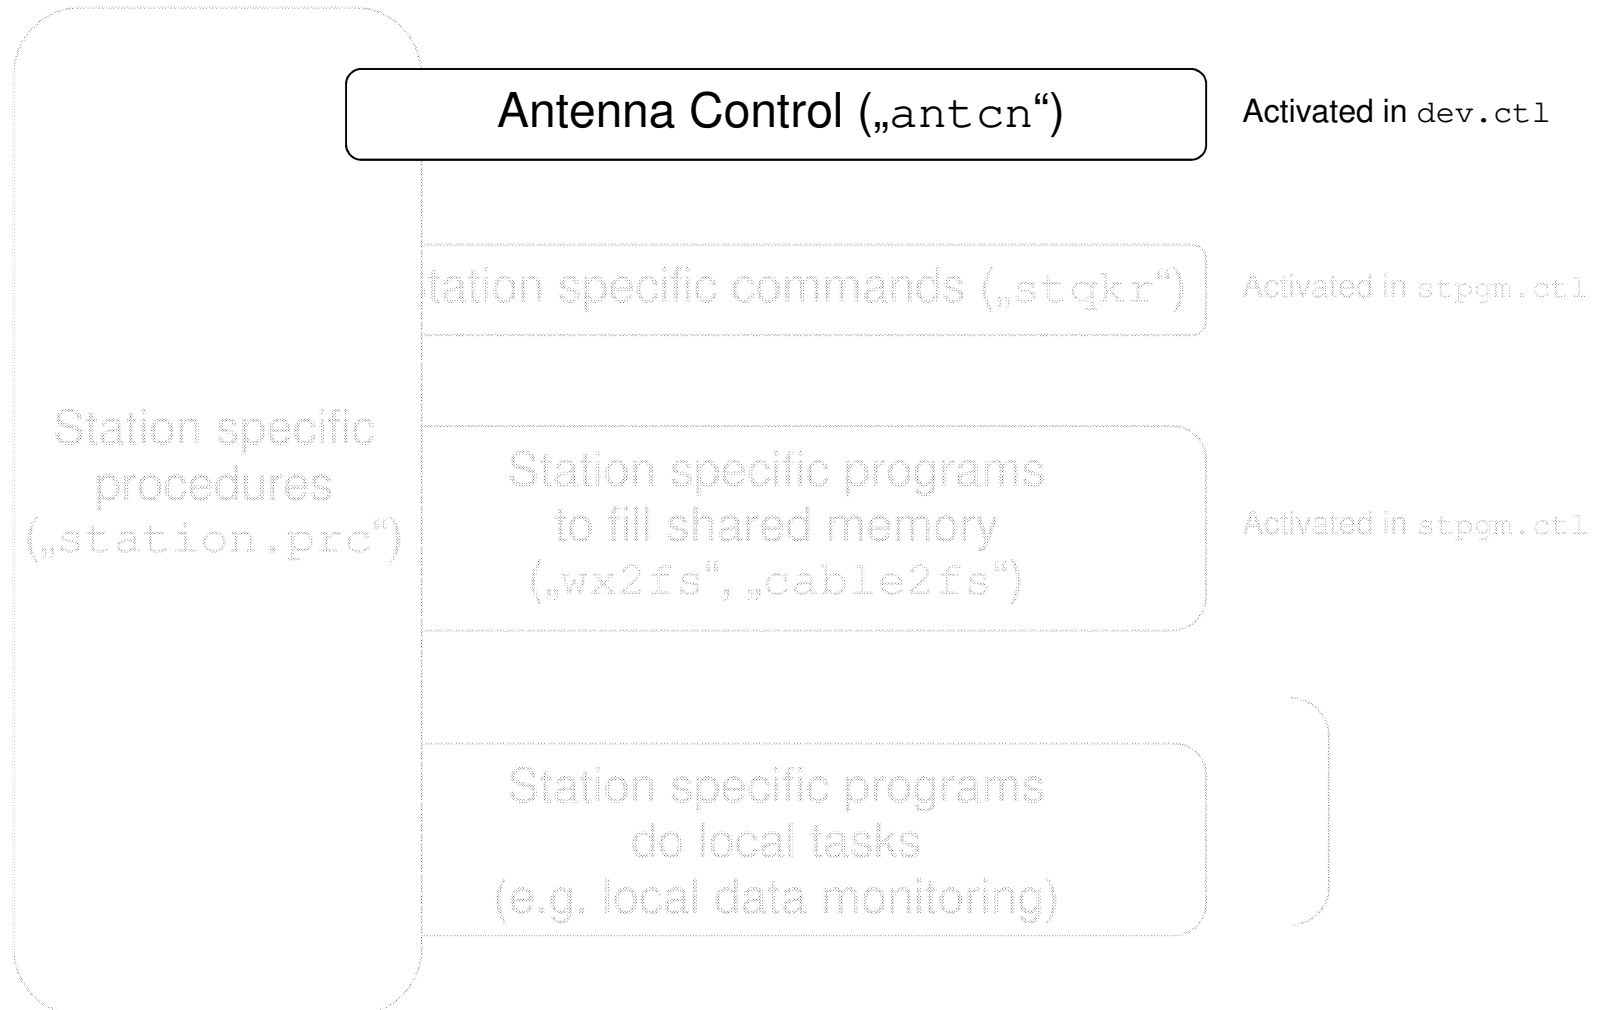 Antenna Control („antcn“)
Activated in dev.ctl
tation specific commands („stqkr“)
Activated in stpgm.ctl
Station specific
procedures
(„station.prc“)
Station specific programs
to fill shared memory
(„wx2fs“, „cable2fs“)
Activated in stpgm.ctl
Station specific programs
do local tasks
(e.g. local data monitoring)